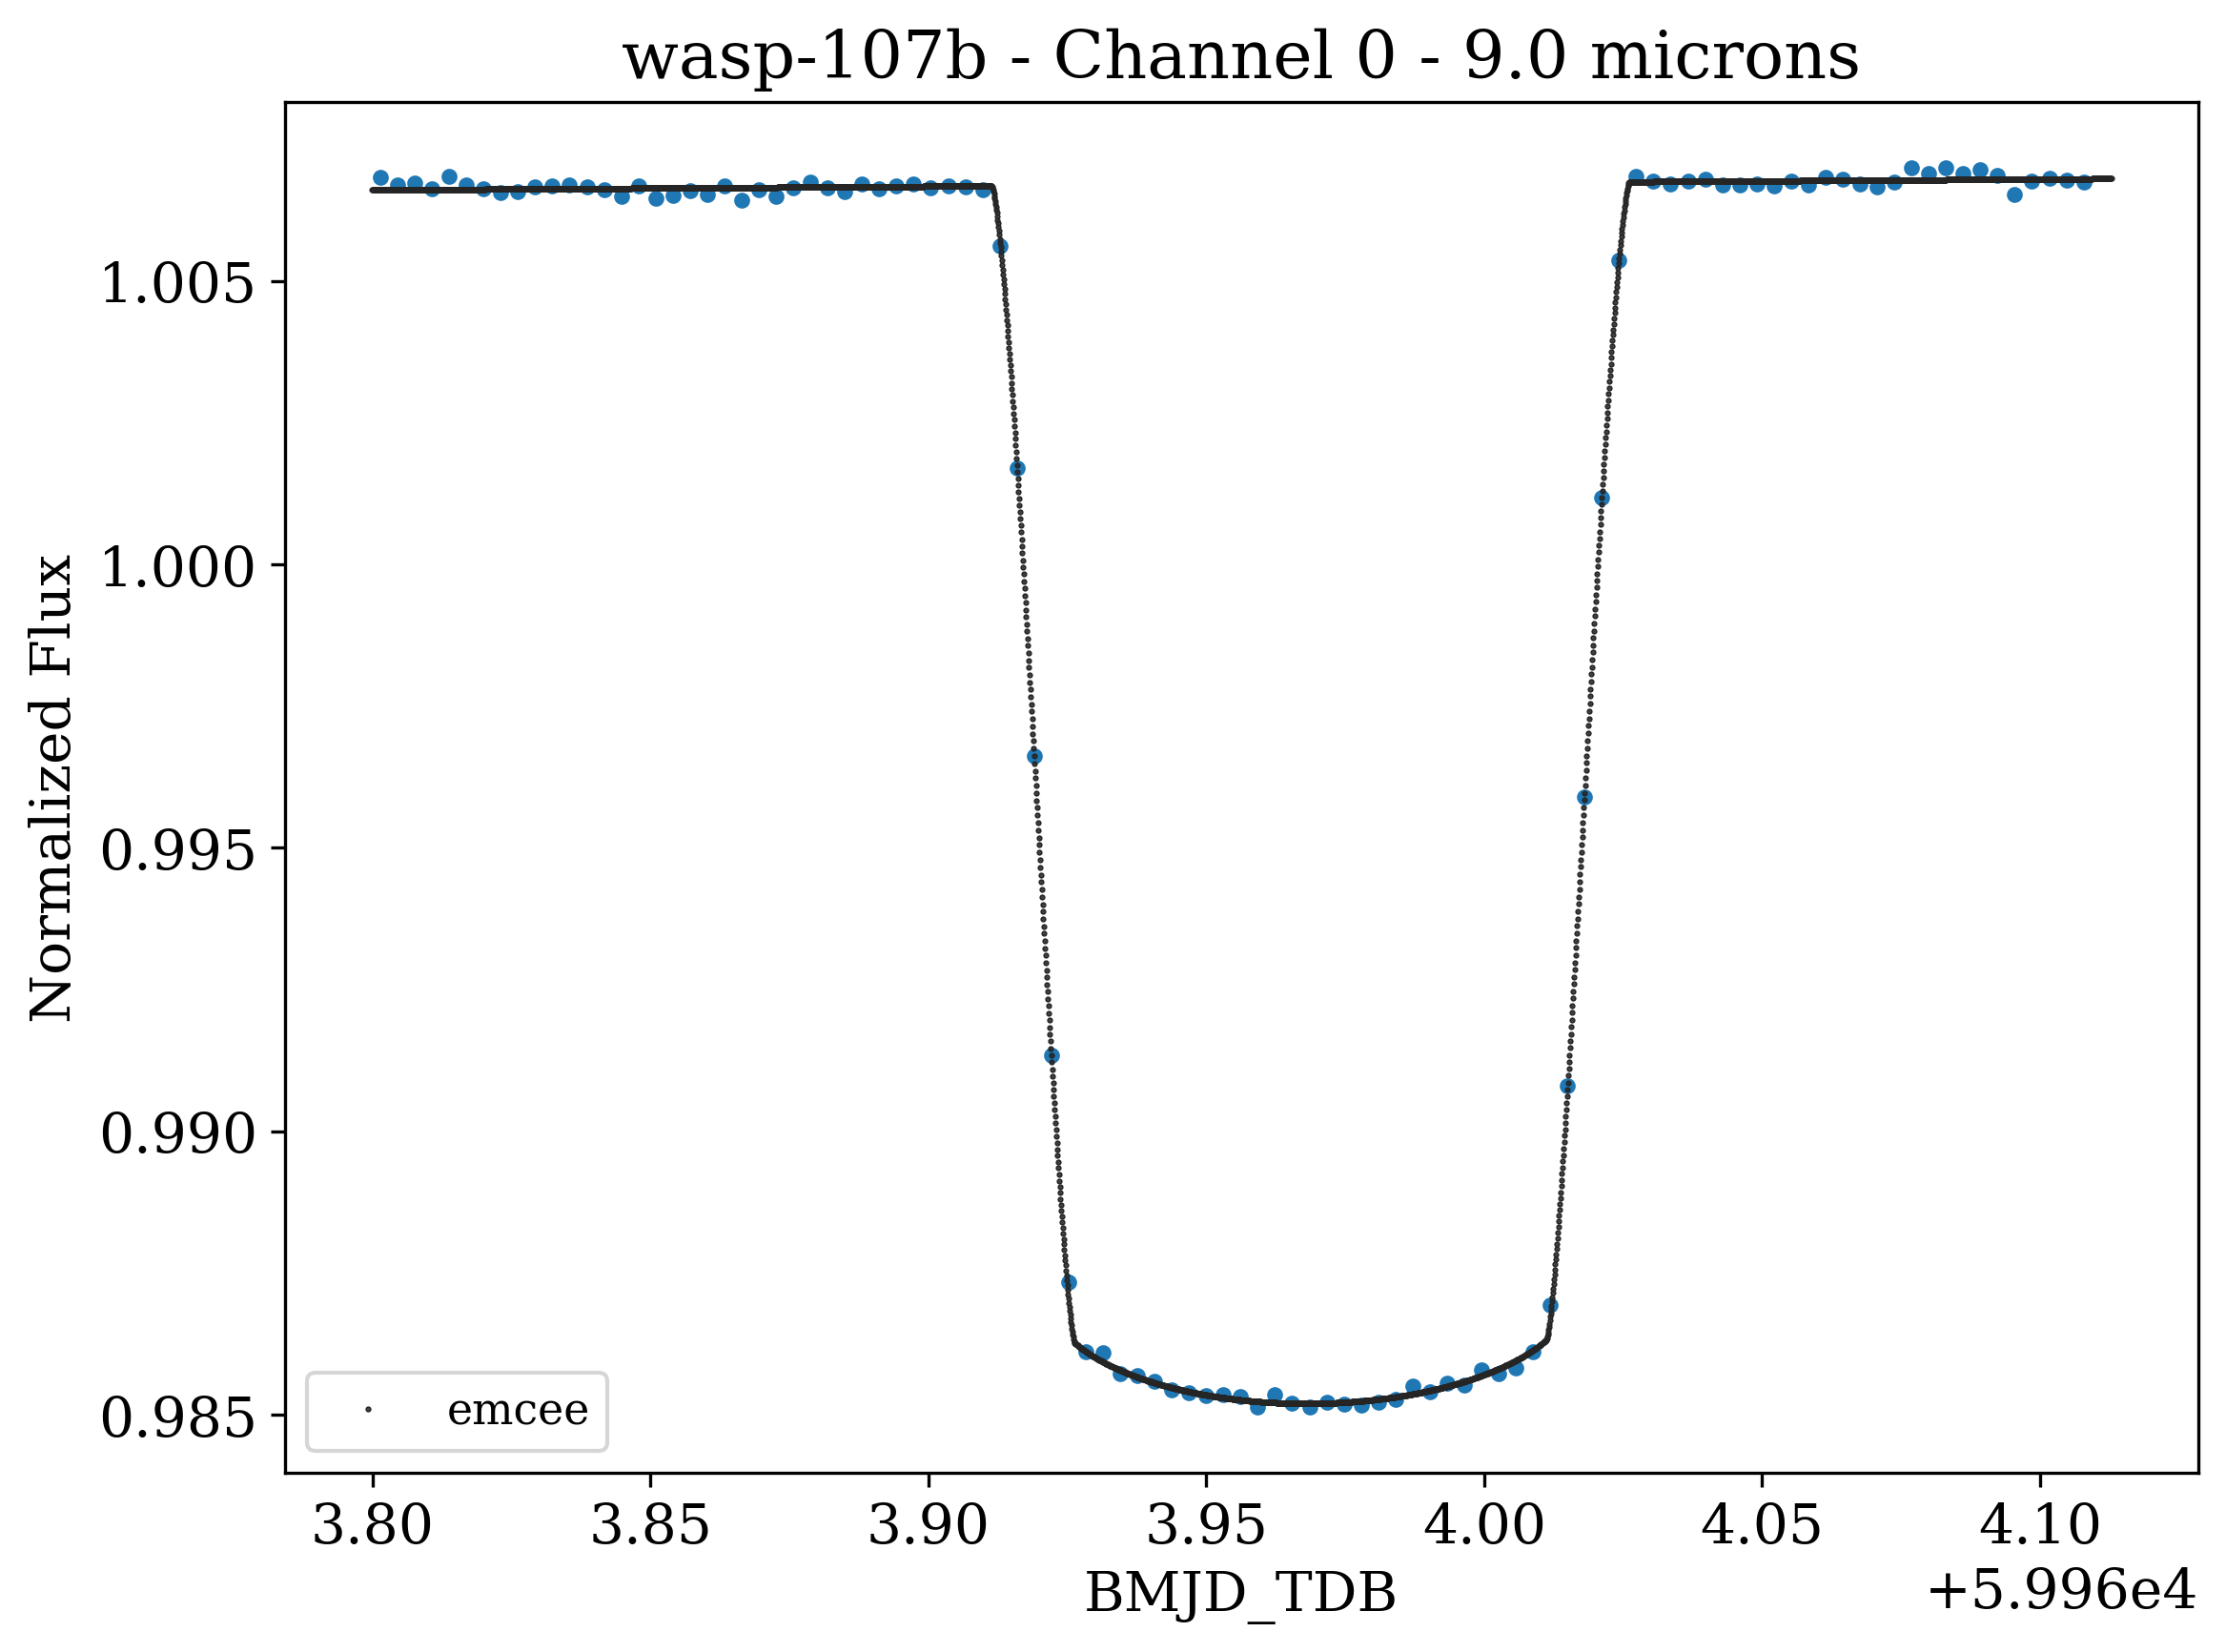 wasp-107b - Channel 0 - 9.0 microns
Normalized Flux
1.005
1.000
0.995
0.990
0.985
emcee
3.80 3.85 3.90 3.95 4.00 4.05 4.10
BMJD_TDB
+5.996e4